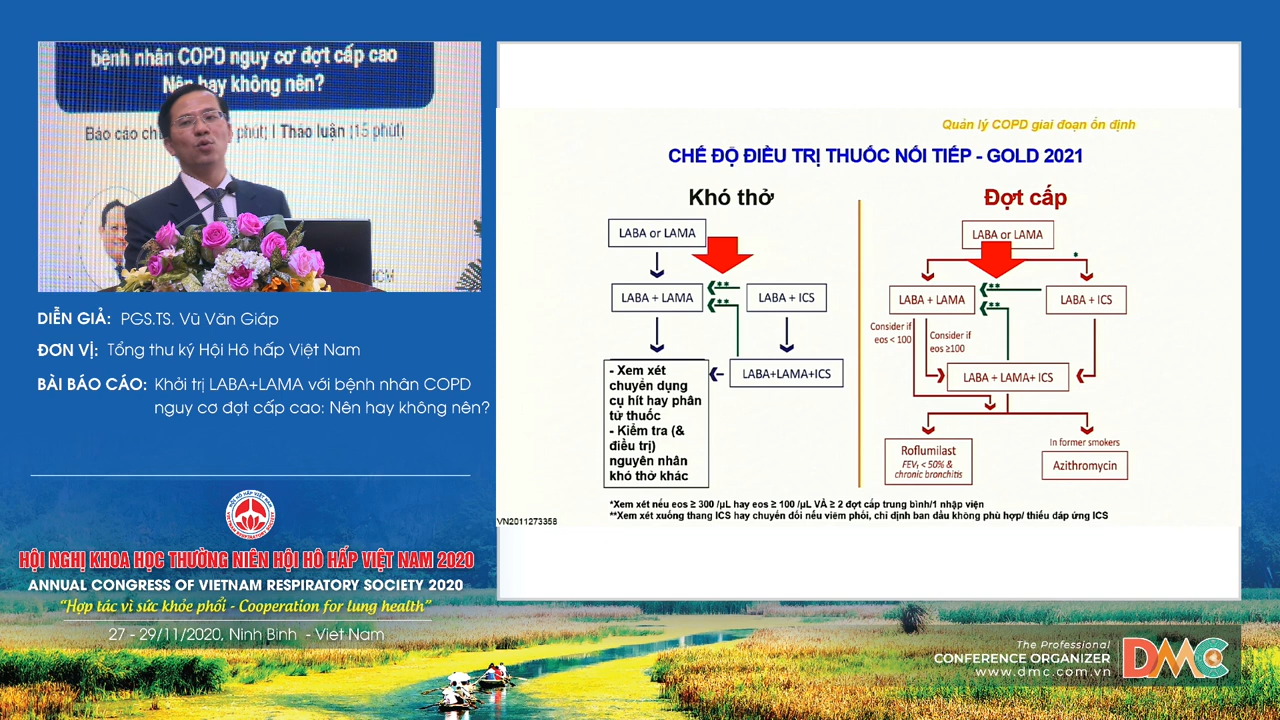 bệnh nhân COPD nguy cơ đợt cấp cao
Nên hay không nên?
Báo cáo phút) I Thảo luận (15 phút)
HCM
DIỄN GIẢ: PGS.TS. Vũ Văn Giáp
ĐƠN VỊ: Tổng thư ký Hội Hô hấp Việt Nam
BÀI BÁO CÁO: Khởi trị LABA+LAMA với bệnh nhân COPD
nguy cơ đợt cấp cao: Nên hay không nên?
HỘI NGHỊ KHOA HỌC THƯỜNG NIÊN HỘI HÔ HẤP VIỆT NAM 2020
ANNUAL CONGRESS OF VIETNAM RESPIRATORY SOCIETY 2020
“Hợp tác vì sức khỏe phổi - Cooperation for lung health”
27 - 29/11/2020, Ninh Bình - Việt Nam
Quản lý COPD giai đoạn ổn định
CHẾ ĐỘ ĐIỀU TRỊ THUỐC NỐI TIẾP - GOLD 2021
Khó thở
LABA or LAMA
LABA + LAMA
**
**
LABA + ICS
LABA+LAMA+ICS
- Xem xét
chuyển dụng
cụ hít hay phân
tử thuốc
- Kiểm tra (&
điều trị)
nguyên nhân
khó thở khác
Đợt cấp
LABA or LAMA
*
LABA + LAMA
**
**
LABA + ICS
Consider if
eos < 100
Consider if
eos ≥100
LABA + LAMA+ ICS
Roflumilast
FEV₁ < 50% &
chronic bronchitis
In former smokers
Azithromycin
*Xem xét nếu eos ≥ 300 /µL hay eos ≥ 100 /µL VÀ ≥ 2 đợt cấp trung bình/1 nhập viện
**Xem xét xuống thang ICS hay chuyển đổi nếu viêm phổi, chỉ định ban đầu không phù hợp/ thiếu đáp ứng ICS
VN2011273358
The Professional
CONFERENCE ORGANIZER
www.dmc.com.vn
DMC